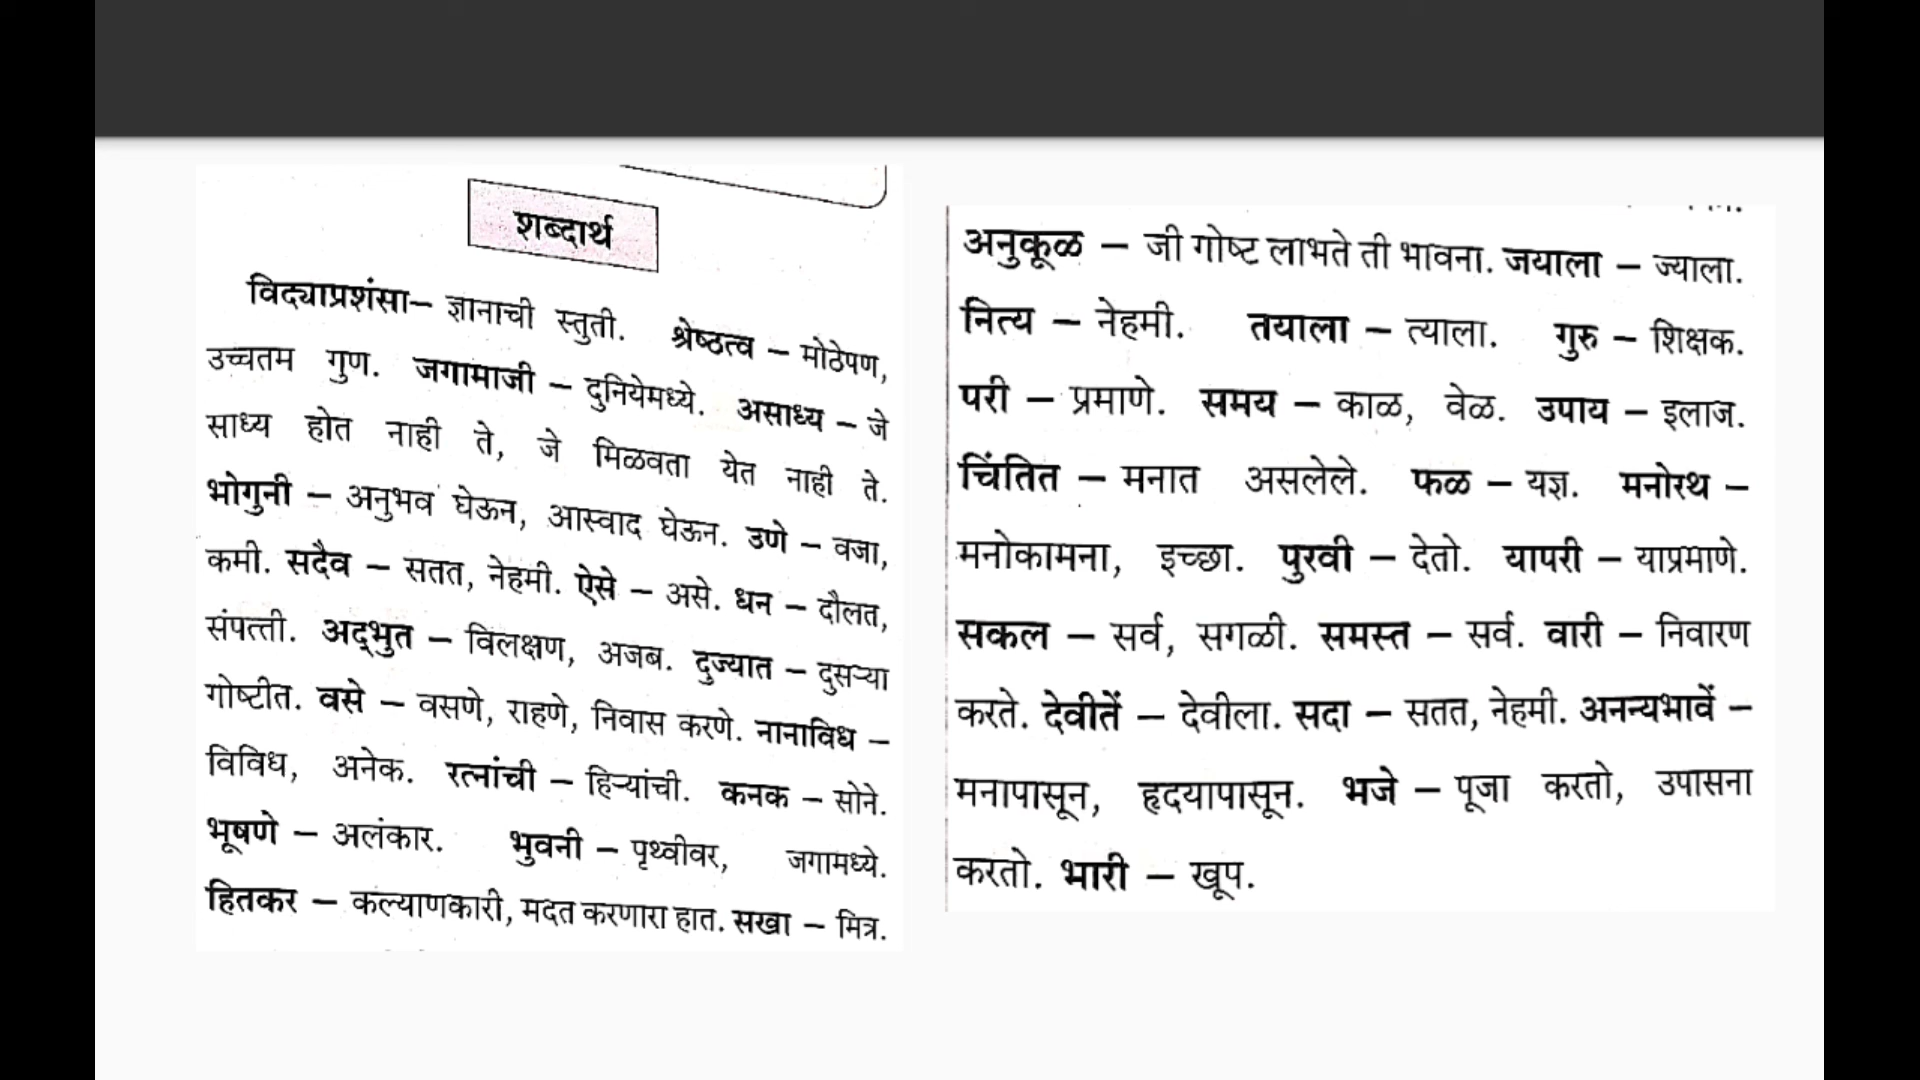 शब्दार्थ
विद्याप्रशंसा– ज्ञानाची स्तुती. श्रेष्ठत्व – मोठेपण,
उच्चतम गुण. जगामाजी – दुनियेमध्ये. असाध्य – जे
साध्य होत नाही ते, जे मिळवता येत नाही ते.
भोगुनी – अनुभव घेऊन, आस्वाद घेऊन. उणे – वजा,
कमी. सदैव – सतत, नेहमी. ऐसे – असे. धन – दौलत,
संपत्ती. अद्भुत – विलक्षण, अजब. दुज्यात – दुसऱ्या
गोष्टीत. वसे – वसणे, राहणे, निवास करणे. नानाविध –
विविध, अनेक. रत्नांची – हिऱ्यांची. कनक – सोने.
भूषणे – अलंकार. भुवनी – पृथ्वीवर, जगामध्ये.
हितकर – कल्याणकारी, मदत करणारा हात. सखा – मित्र.
अनुकूळ – जी गोष्ट लाभते ती भावना. जयाला – ज्याला.
नित्य – नेहमी. तयाला – त्याला. गुरु – शिक्षक.
परी – प्रमाणे. समय – काळ, वेळ. उपाय – इलाज.
चिंतित – मनात असलेले. फळ – यज्ञ. मनोरथ –
मनोकामना, इच्छा. पुरवी – देतो. यापरी – याप्रमाणे.
सकल – सर्व, सगळी. समस्त – सर्व. वारी – निवारण
करते. देवीतें – देवीला. सदा – सतत, नेहमी. अनन्यभावें –
मनापासून, हृदयापासून. भजे – पूजा करतो, उपासना
करतो. भारी – खूप.